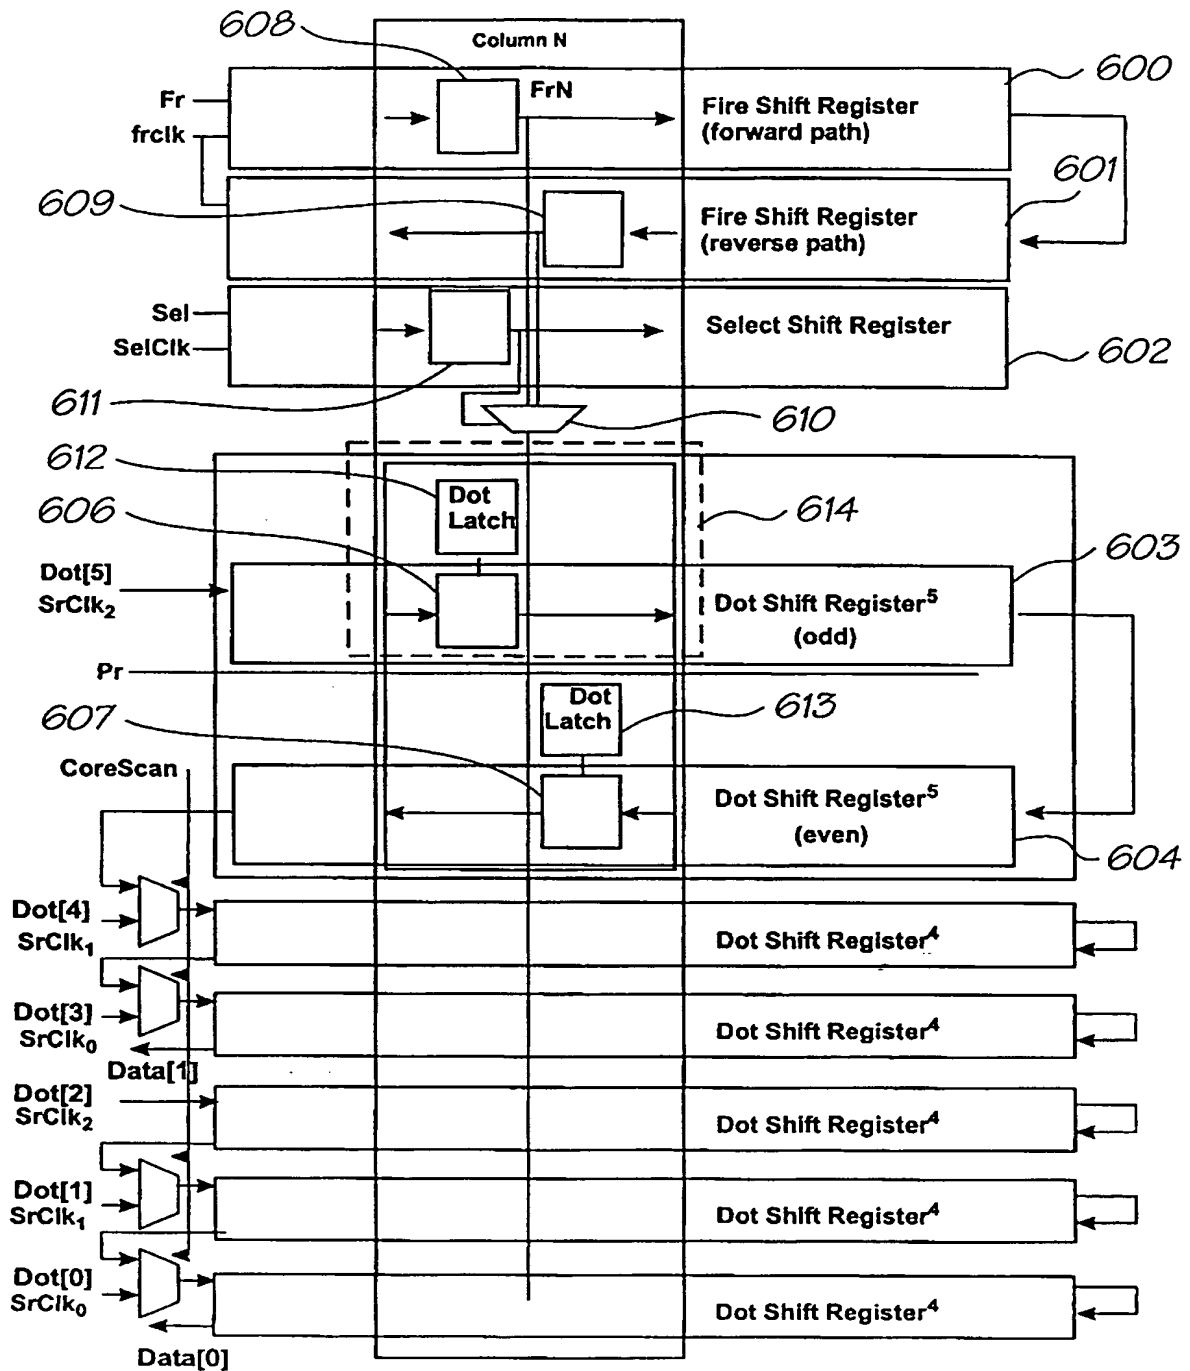 608
Column N
600
Fr
FrN
Fire Shift Register
(forward path)
frclk
601
609
Fire Shift Register
(reverse path)
Sel
Select Shift Register
SelClk
602
611
610
612
Dot
Latch
606
614
603
Dot[5]
SrClk2
Dot Shift Register5
(odd)
Pr
Dot
Latch
613
607
CoreScan
Dot Shift Register5
(even)
604
Dot[4]
SrClk1
Dot Shift Register4
Dot[3]
SrClk0
Dot Shift Register4
Data[1]
Dot[2]
SrClk2
Dot Shift Register4
Dot[1]
SrClk1
Dot Shift Register4
Dot[0]
SrClk0
Dot Shift Register4
Data[0]